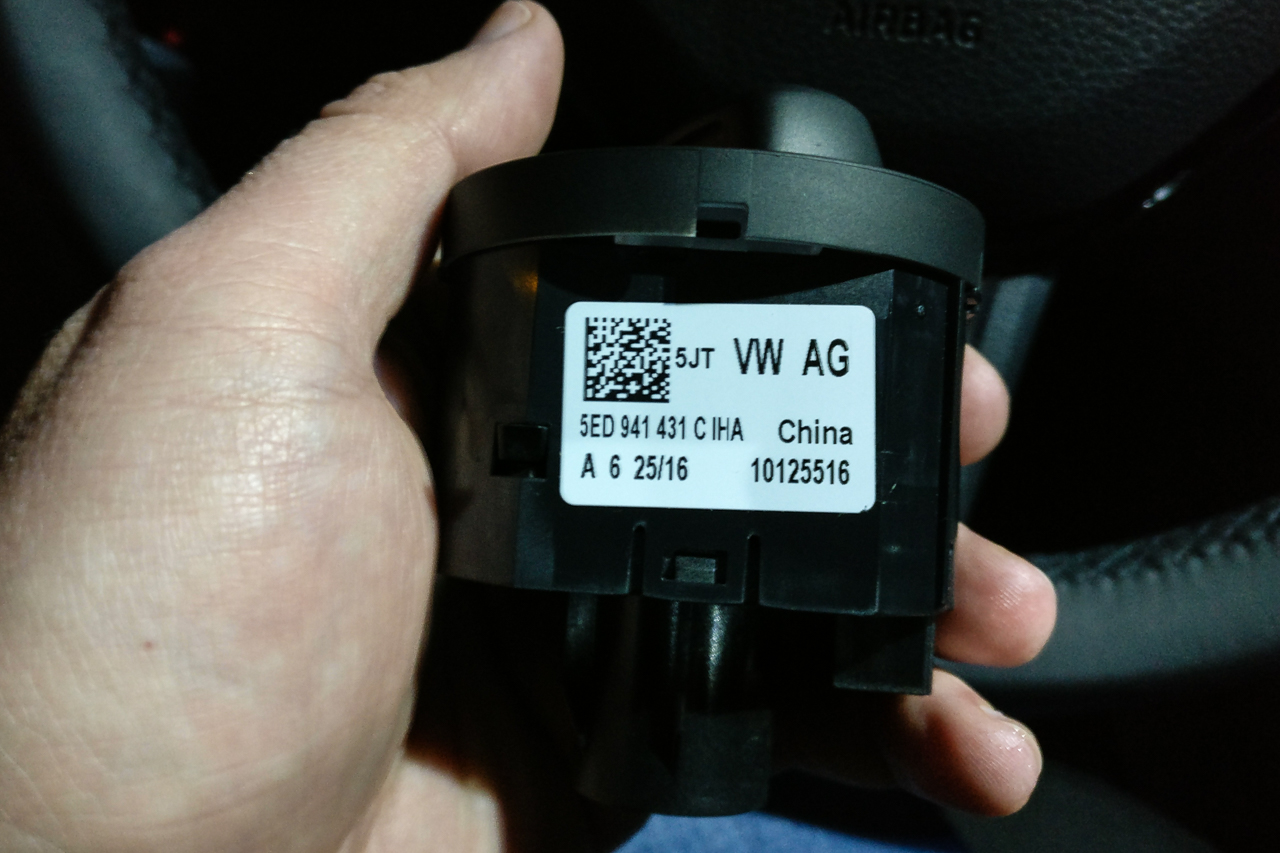 AIRBAG
5JT VW AG
5ED 941 431 C IHA China
A 6 25/16 10125516